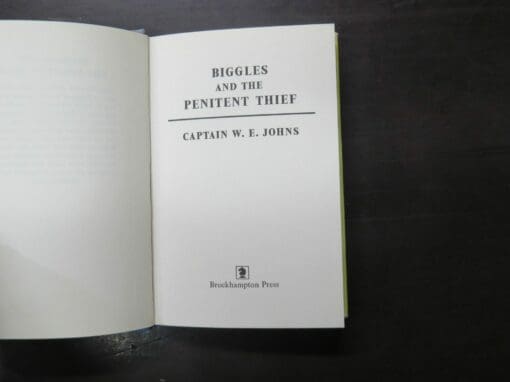 BIGGLES
AND THE
PENITENT THIEF
CAPTAIN W. E. JOHNS
Brockhampton Press